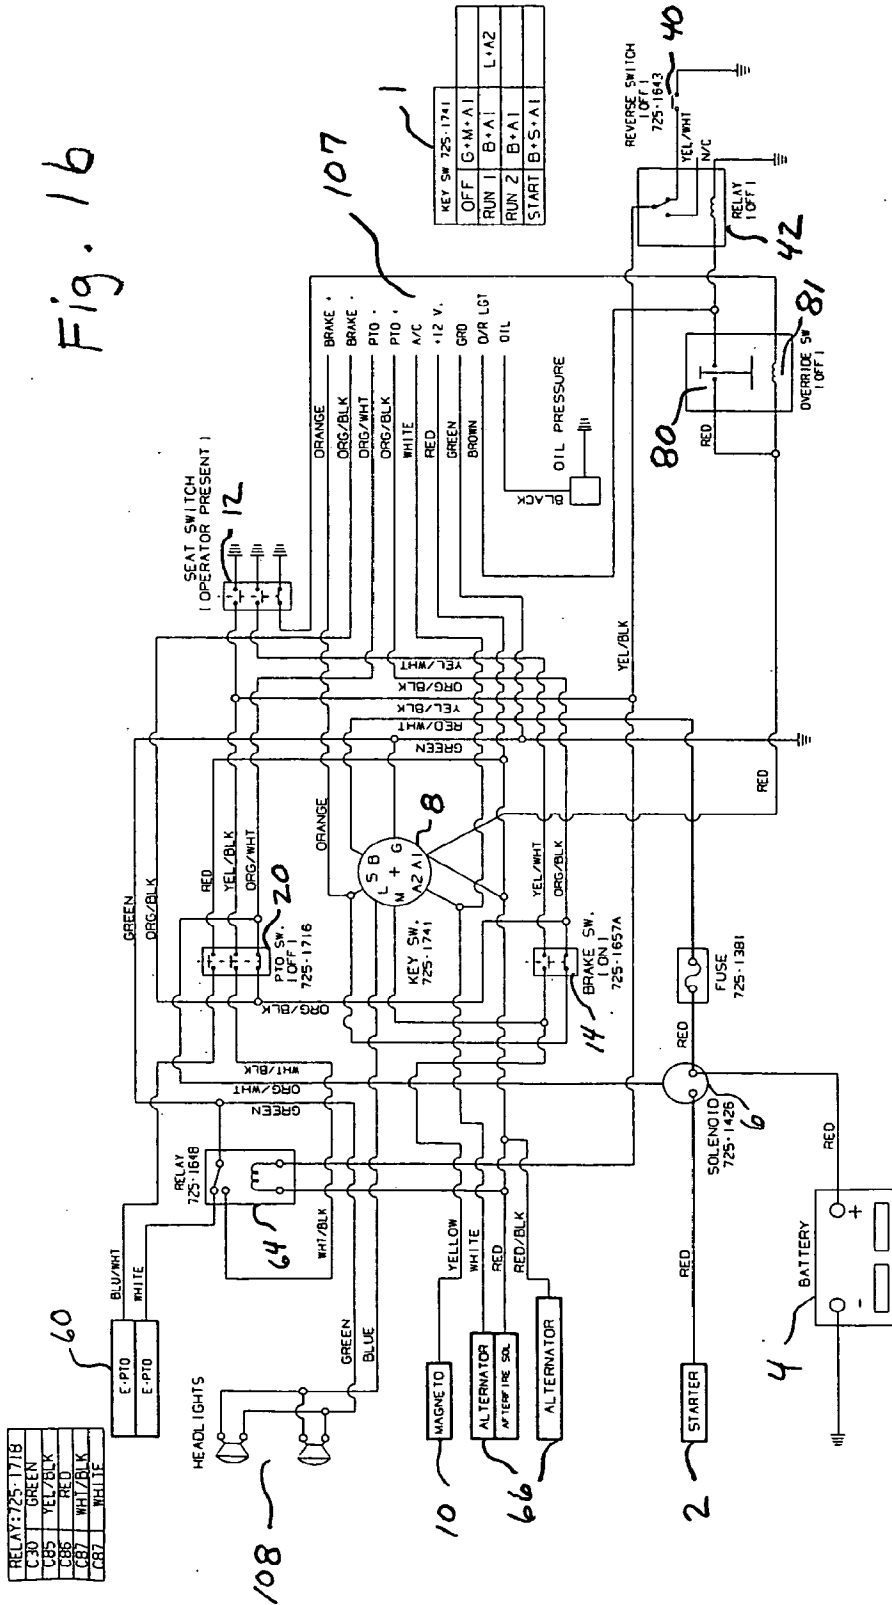 Fig. 16
RELAY:725-1718
C30 GREEN
C85 YEL/BLK
C86 RED
C87 WHT/BLK
C87 WHITE
60
E-PTO
E-PTO
BLU/WHT
WHITE
HEADLIGHTS
108
GREEN
BLUE
RELAY
725-1648
64
WHT/BLK
GREEN
ORG/WHT
WHT/BLK
GREEN
ORG/BLK
RED
YEL/BLK
ORG/WHT
20
PTO SW.
(OFF)
725-1716
ORG/BLK
SEAT SWITCH
(OPERATOR PRESENT)
12
MAGNETO
10
YELLOW
ALTERNATOR
AFTERFIRE SOL
WHITE
RED
66
ALTERNATOR
RED/BLK
ORANGE
L
S
B
G
M
A2
A1
+
8
KEY SW.
725-1741
YEL/WHT
ORG/BLK
14
BRAKE SW.
(ON)
725-1657A
YEL/WHT
ORG/BLK
YEL/BLK
RED/WHT
GREEN
ORANGE
ORG/BLK
ORG/WHT
ORG/BLK
WHITE
RED
GREEN
BROWN
BRAKE +
BRAKE -
PTO -
PTO +
A/C
+12 V.
GRD
O/R LGT
OIL
107
BLACK
OIL PRESSURE
1
KEY SW 725-1741
OFF G+M+A1
RUN 1 B+A1 L+A2
RUN 2 B+A1
START B+S+A1
REVERSE SWITCH
(OFF)
725-1643
40
YEL/WHT
N/C
RELAY
(OFF)
42
YEL/BLK
80
RED
81
OVERRIDE SW
(OFF)
RED
FUSE
725-1381
RED
SOLENOID
725-1426
6
RED
STARTER
2
RED
BATTERY
-
+
4